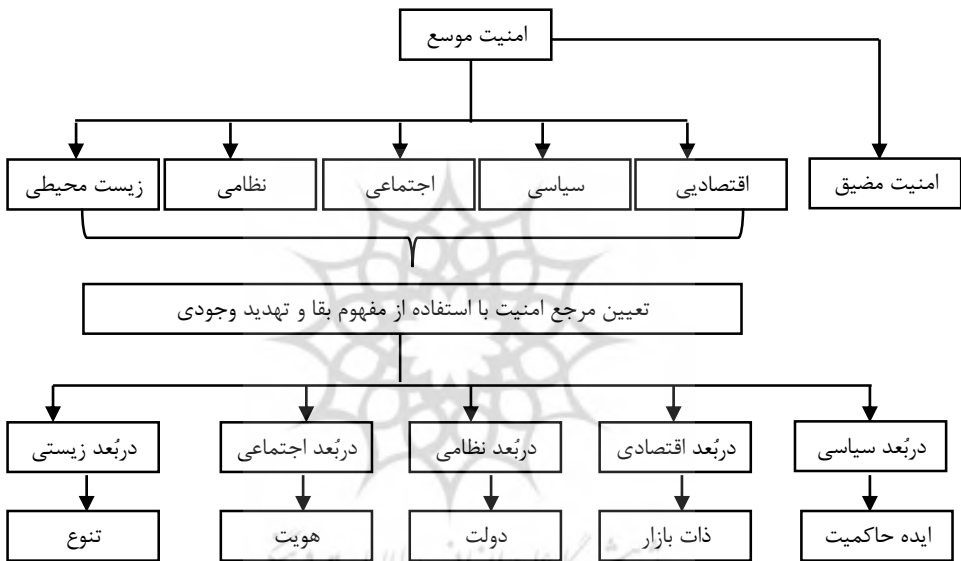 امنیت موسع
امنیت مضیق
اقتصادیی
سیاسی
اجتماعی
نظامی
زیست محیطی
تعیین مرجع امنیت با استفاده از مفهوم بقا و تهدید وجودی
دربُعد سیاسی
دربُعد اقتصادی
دربُعد نظامی
دربُعد اجتماعی
دربُعد زیستی
ایده حاکمیت
ذات بازار
دولت
هویت
تنوع